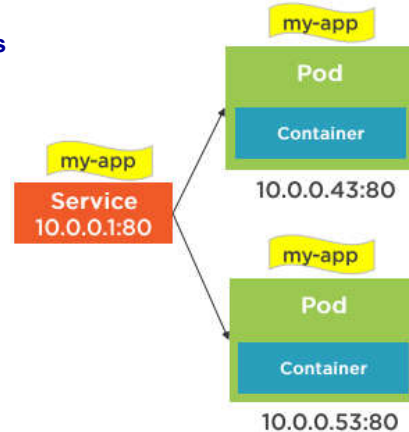 s
my-app
Pod
Container
10.0.0.43:80
my-app
Service
10.0.0.1:80
my-app
Pod
Container
10.0.0.53:80